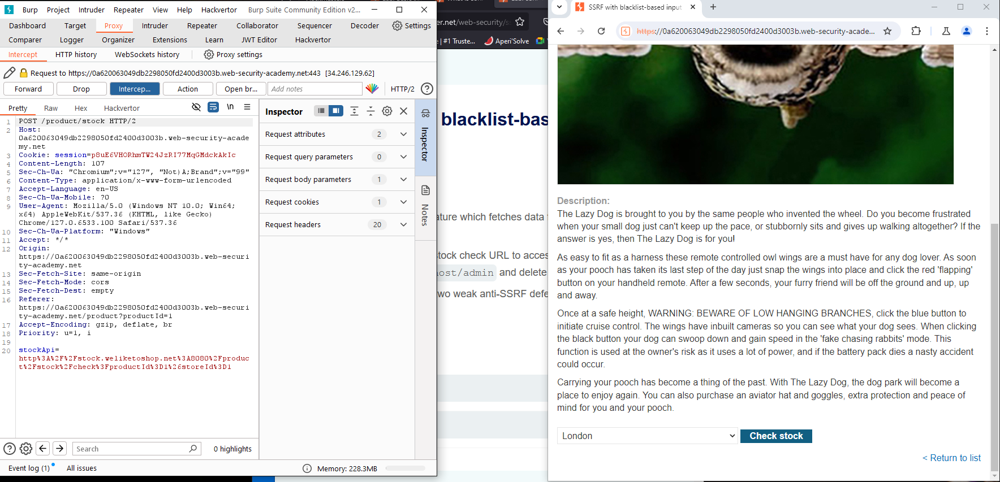 Burp Project Intruder Repeater View Help Hackvertor Burp Suite Community Edition v2...
Dashboard Target Proxy Intruder Repeater Collaborator Sequencer Decoder Settings
Comparer Logger Organizer Extensions Learn JWT Editor Hackvertor
Intercept HTTP history WebSockets history Proxy settings
Request to https://0a620063049db2298050fd2400d3003b.web-security-academy.net:443 [34.246.129.62]
Forward Drop Intercep... Action Open br... Add notes HTTP/2
Pretty Raw Hex Hackvertor \n
1 POST /product/stock HTTP/2
2 Host:
0a620063049db2298050fd2400d3003b.web-security-acade
my.net
3 Cookie: session=p8uE6VHORhmTW24JzRI77MqGMdckAkIc
4 Content-Length: 107
5 Sec-Ch-Ua: "Chromium";v="127", "Not)A;Brand";v="99"
6 Content-Type: application/x-www-form-urlencoded
7 Accept-Language: en-US
8 Sec-Ch-Ua-Mobile: ?0
9 User-Agent: Mozilla/5.0 (Windows NT 10.0; Win64;
x64) AppleWebKit/537.36 (KHTML, like Gecko)
Chrome/127.0.6533.100 Safari/537.36
10 Sec-Ch-Ua-Platform: "Windows"
11 Accept: */*
12 Origin:
https://0a620063049db2298050fd2400d3003b.web-securi
ty-academy.net
13 Sec-Fetch-Site: same-origin
14 Sec-Fetch-Mode: cors
15 Sec-Fetch-Dest: empty
16 Referer:
https://0a620063049db2298050fd2400d3003b.web-securi
ty-academy.net/product?productId=1
17 Accept-Encoding: gzip, deflate, br
18 Priority: u=1, i
19
20 stockApi=
http%3A%2F%2Fstock.weliketoshop.net%3A8080%2Fproduc
t%2Fstock%2Fcheck%3FproductId%3D1%26storeId%3D1
Search 0 highlights
Event log (1) All issues Memory: 228.3MB
Inspector
Request attributes 2
Request query parameters 0
Request body parameters 1
Request cookies 1
Request headers 20
Inspector
Notes
er.net/web-security/s
e | #1 Truste... Aperi'Solve
blacklist-bas
ature which fetches data
tock check URL to acces
ost/admin and delete
wo weak anti-SSRF defe
SSRF with blacklist-based input
https://0a620063049db2298050fd2400d3003b.web-security-acade...
Description:
The Lazy Dog is brought to you by the same people who invented the wheel. Do you become frustrated
when your small dog just can't keep up the pace, or stubbornly sits and gives up walking altogether? If the
answer is yes, then The Lazy Dog is for you!
As easy to fit as a harness these remote controlled owl wings are a must have for any dog lover. As soon
as your pooch has taken its last step of the day just snap the wings into place and click the red 'flapping'
button on your handheld remote. After a few seconds, your furry friend will be off the ground and up, up
and away.
Once at a safe height, WARNING: BEWARE OF LOW HANGING BRANCHES, click the blue button to
initiate cruise control. The wings have inbuilt cameras so you can see what your dog sees. When clicking
the black button your dog can swoop down and gain speed in the 'fake chasing rabbits' mode. This
function is used at the owner's risk as it uses a lot of power, and if the battery pack dies a nasty accident
could occur.
Carrying your pooch has become a thing of the past. With The Lazy Dog, the dog park will become a
place to enjoy again. You can also purchase an aviator hat and goggles, extra protection and peace of
mind for you and your pooch.
London Check stock
< Return to list